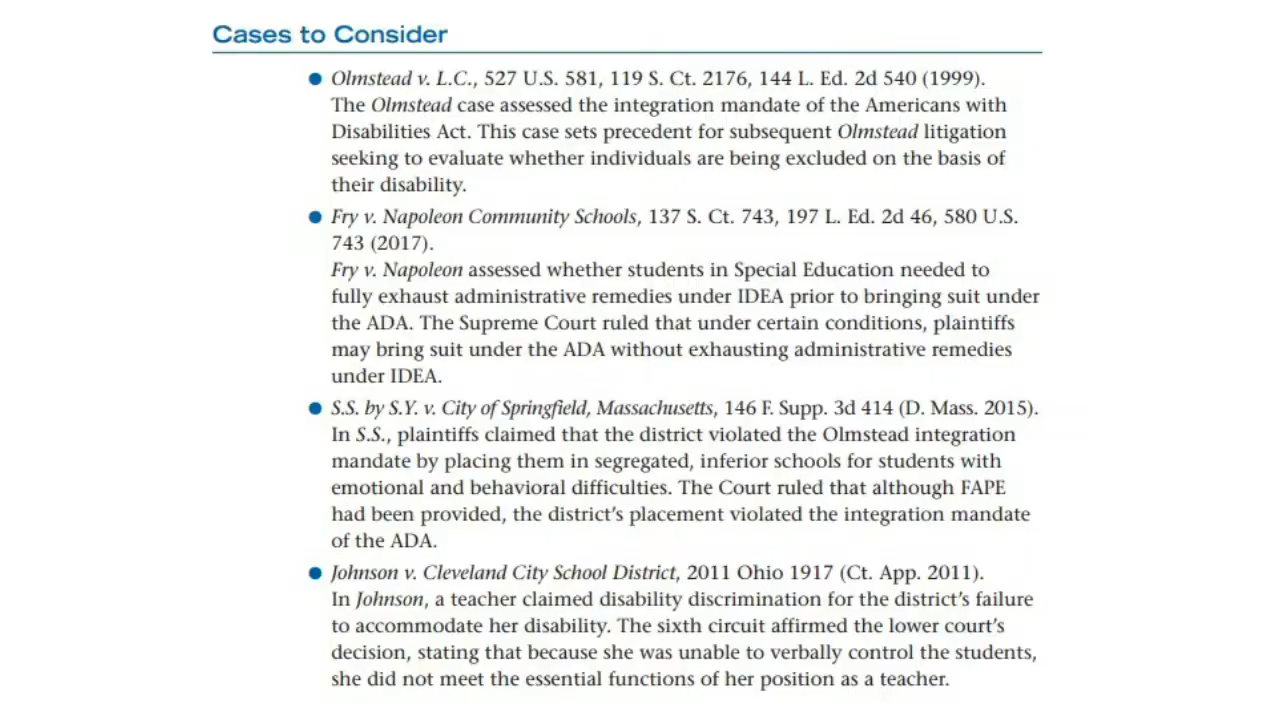 Cases to Consider
● Olmstead v. L.C., 527 U.S. 581, 119 S. Ct. 2176, 144 L. Ed. 2d 540 (1999).
The Olmstead case assessed the integration mandate of the Americans with
Disabilities Act. This case sets precedent for subsequent Olmstead litigation
seeking to evaluate whether individuals are being excluded on the basis of
their disability.
● Fry v. Napoleon Community Schools, 137 S. Ct. 743, 197 L. Ed. 2d 46, 580 U.S.
743 (2017).
Fry v. Napoleon assessed whether students in Special Education needed to
fully exhaust administrative remedies under IDEA prior to bringing suit under
the ADA. The Supreme Court ruled that under certain conditions, plaintiffs
may bring suit under the ADA without exhausting administrative remedies
under IDEA.
● S.S. by S.Y. v. City of Springfield, Massachusetts, 146 F. Supp. 3d 414 (D. Mass. 2015).
In S.S., plaintiffs claimed that the district violated the Olmstead integration
mandate by placing them in segregated, inferior schools for students with
emotional and behavioral difficulties. The Court ruled that although FAPE
had been provided, the district's placement violated the integration mandate
of the ADA.
● Johnson v. Cleveland City School District, 2011 Ohio 1917 (Ct. App. 2011).
In Johnson, a teacher claimed disability discrimination for the district's failure
to accommodate her disability. The sixth circuit affirmed the lower court's
decision, stating that because she was unable to verbally control the students,
she did not meet the essential functions of her position as a teacher.